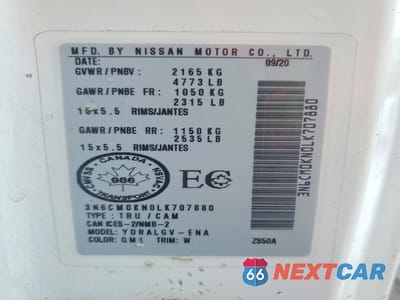 MFD. BY NISSAN MOTOR CO., LTD.
DATE: 09/20
GVWR / PNBV : 2165 KG
4773 LB
GAWR / PNBE FR : 1050 KG
2315 LB
15x5.5 RIMS/JANTES
GAWR / PNBE RR : 1150 KG
2535 LB
15x5.5 RIMS/JANTES
CANADA
CMVSS
986
NSVAC
TRANSPORT
EC
3N6CM0KN0LK707880
TYPE : TRU / CAM
CAN ICES-2/NMB-2
MODEL: YDRALGV-ENA
COLOR: QM1 TRIM: W
ZS50A
3N6CM0KN0LK707880
66 NEXTCAR